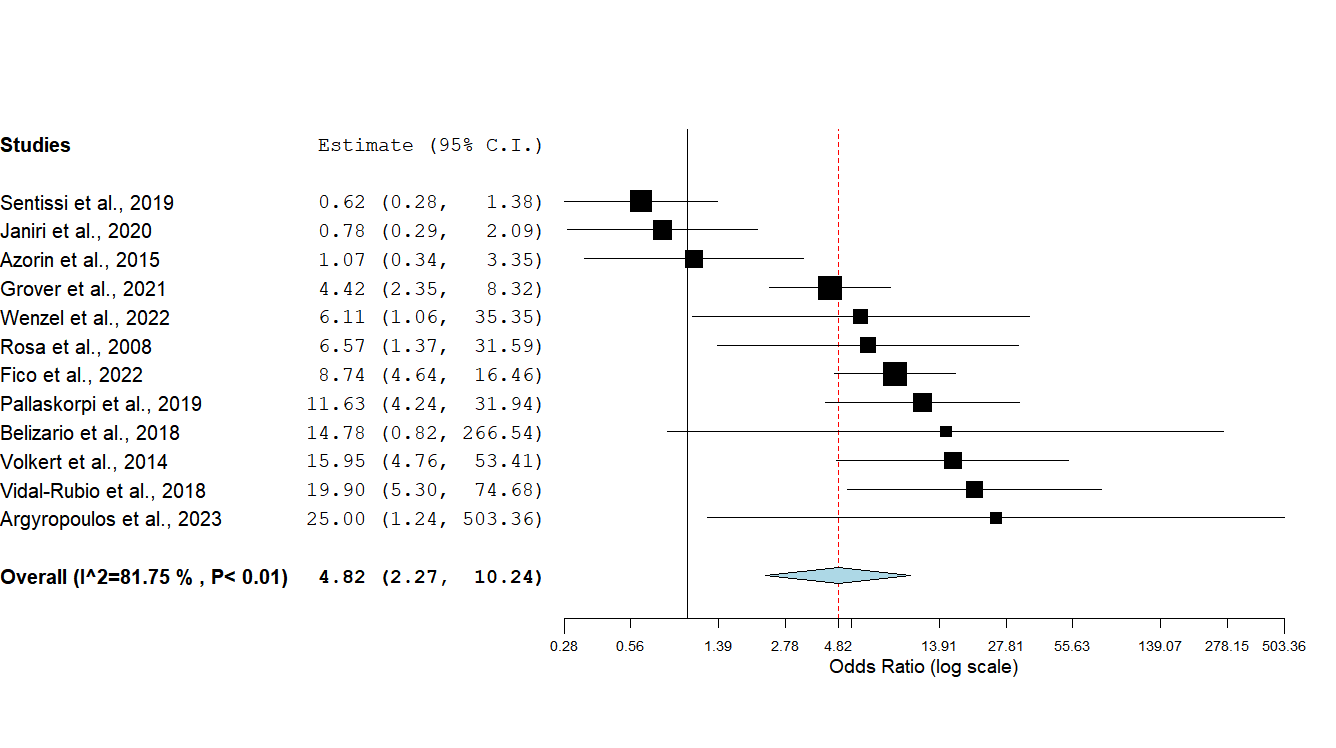 Studies Estimate (95% C.I.)
Sentissi et al., 2019 0.62 (0.28, 1.38)
Janiri et al., 2020 0.78 (0.29, 2.09)
Azorin et al., 2015 1.07 (0.34, 3.35)
Grover et al., 2021 4.42 (2.35, 8.32)
Wenzel et al., 2022 6.11 (1.06, 35.35)
Rosa et al., 2008 6.57 (1.37, 31.59)
Fico et al., 2022 8.74 (4.64, 16.46)
Pallaskorpi et al., 2019 11.63 (4.24, 31.94)
Belizario et al., 2018 14.78 (0.82, 266.54)
Volkert et al., 2014 15.95 (4.76, 53.41)
Vidal-Rubio et al., 2018 19.90 (5.30, 74.68)
Argyropoulos et al., 2023 25.00 (1.24, 503.36)
Overall (I^2=81.75 % , P< 0.01) 4.82 (2.27, 10.24)
0.28 0.56 1.39 2.78 4.82 13.91 27.81 55.63 139.07 278.15 503.36
Odds Ratio (log scale)